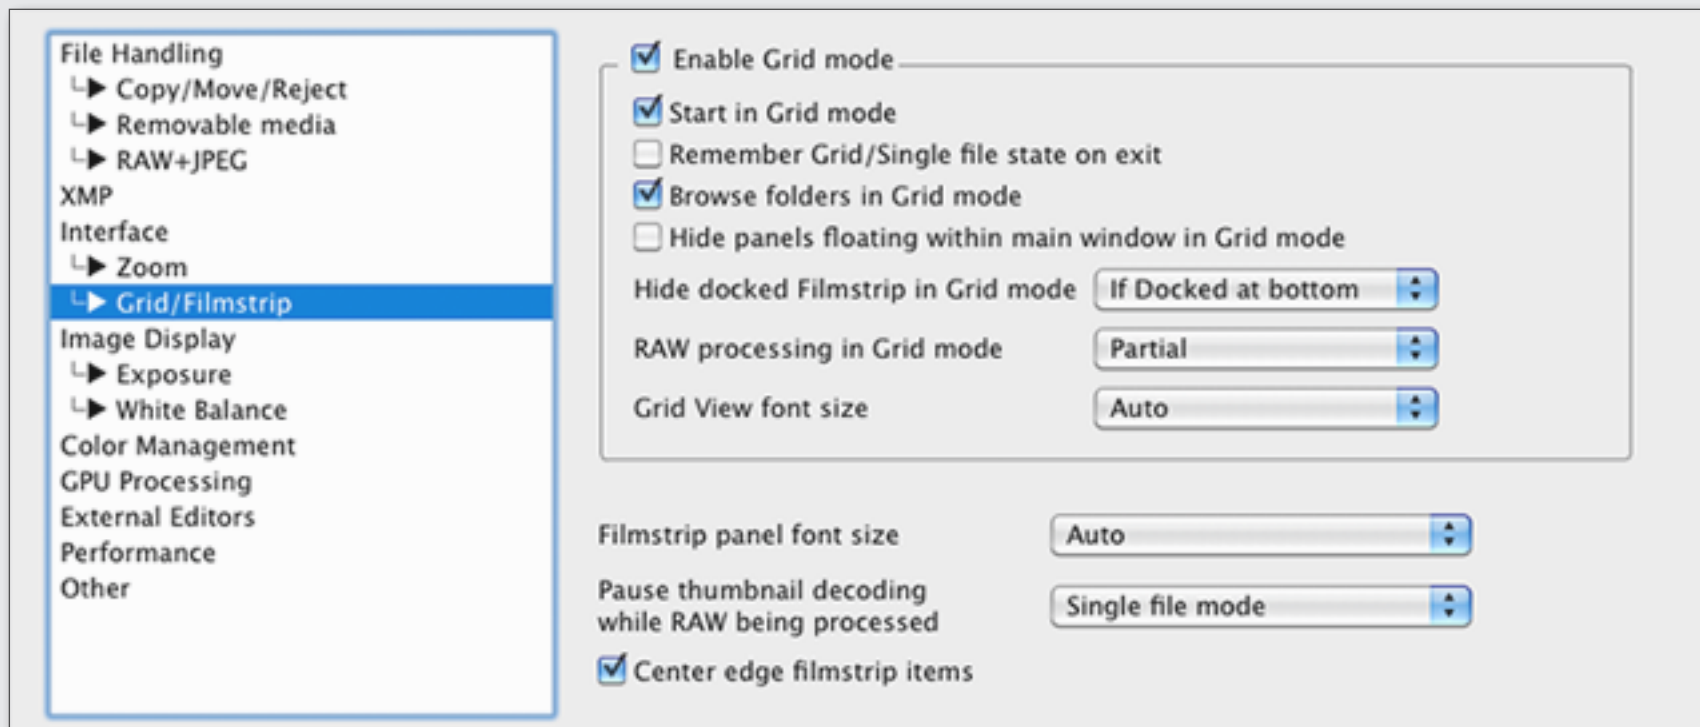 File Handling
Copy/Move/Reject
Removable media
RAW+JPEG
XMP
Interface
Zoom
Grid/Filmstrip
Image Display
Exposure
White Balance
Color Management
GPU Processing
External Editors
Performance
Other
Enable Grid mode
Start in Grid mode
Remember Grid/Single file state on exit
Browse folders in Grid mode
Hide panels floating within main window in Grid mode
Hide docked Filmstrip in Grid mode If Docked at bottom
RAW processing in Grid mode Partial
Grid View font size Auto
Filmstrip panel font size Auto
Pause thumbnail decoding
while RAW being processed Single file mode
Center edge filmstrip items